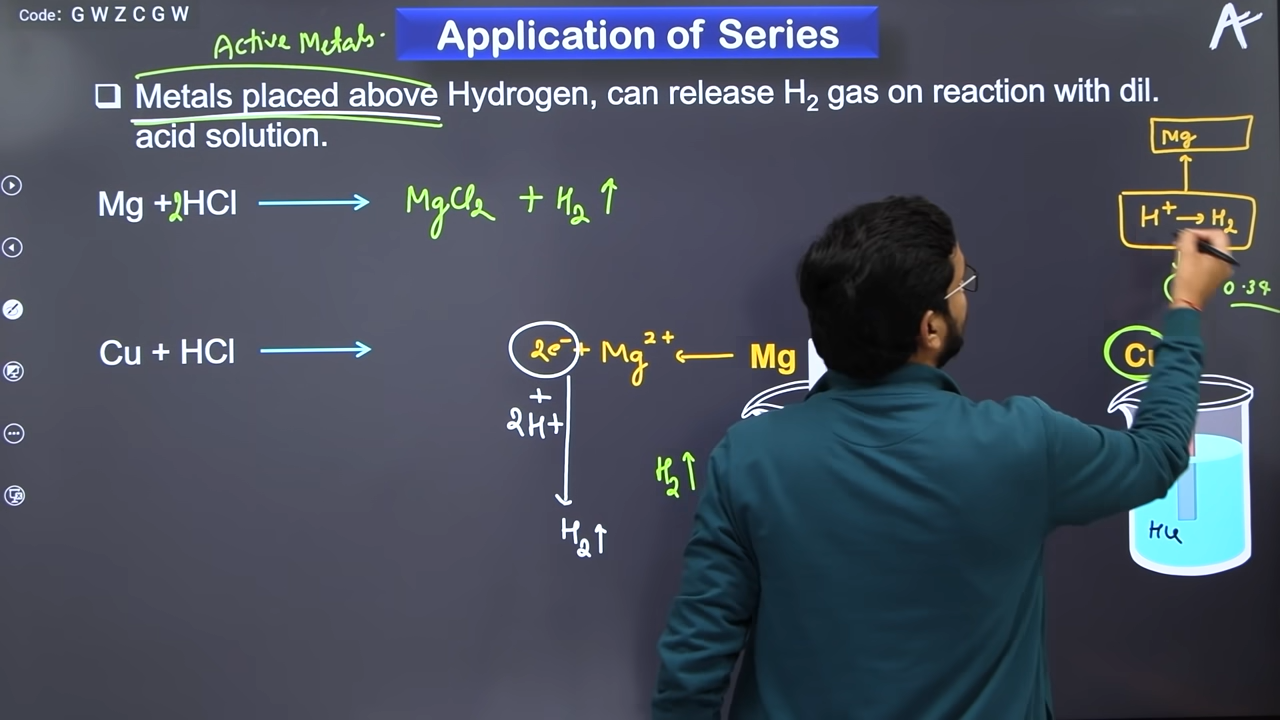 Code: G W Z C G W
Active Metals.
Application of Series
Metals placed above Hydrogen, can release H₂ gas on reaction with dil.
acid solution.
Mg
Mg +2HCl ⟶ MgCl₂ + H₂ ↑
H⁺ → H₂
0.34
Cu + HCl ⟶
2e⁻ + Mg²⁺ ⟵ Mg
+
2H+
H₂↑
H₂↑
HCl